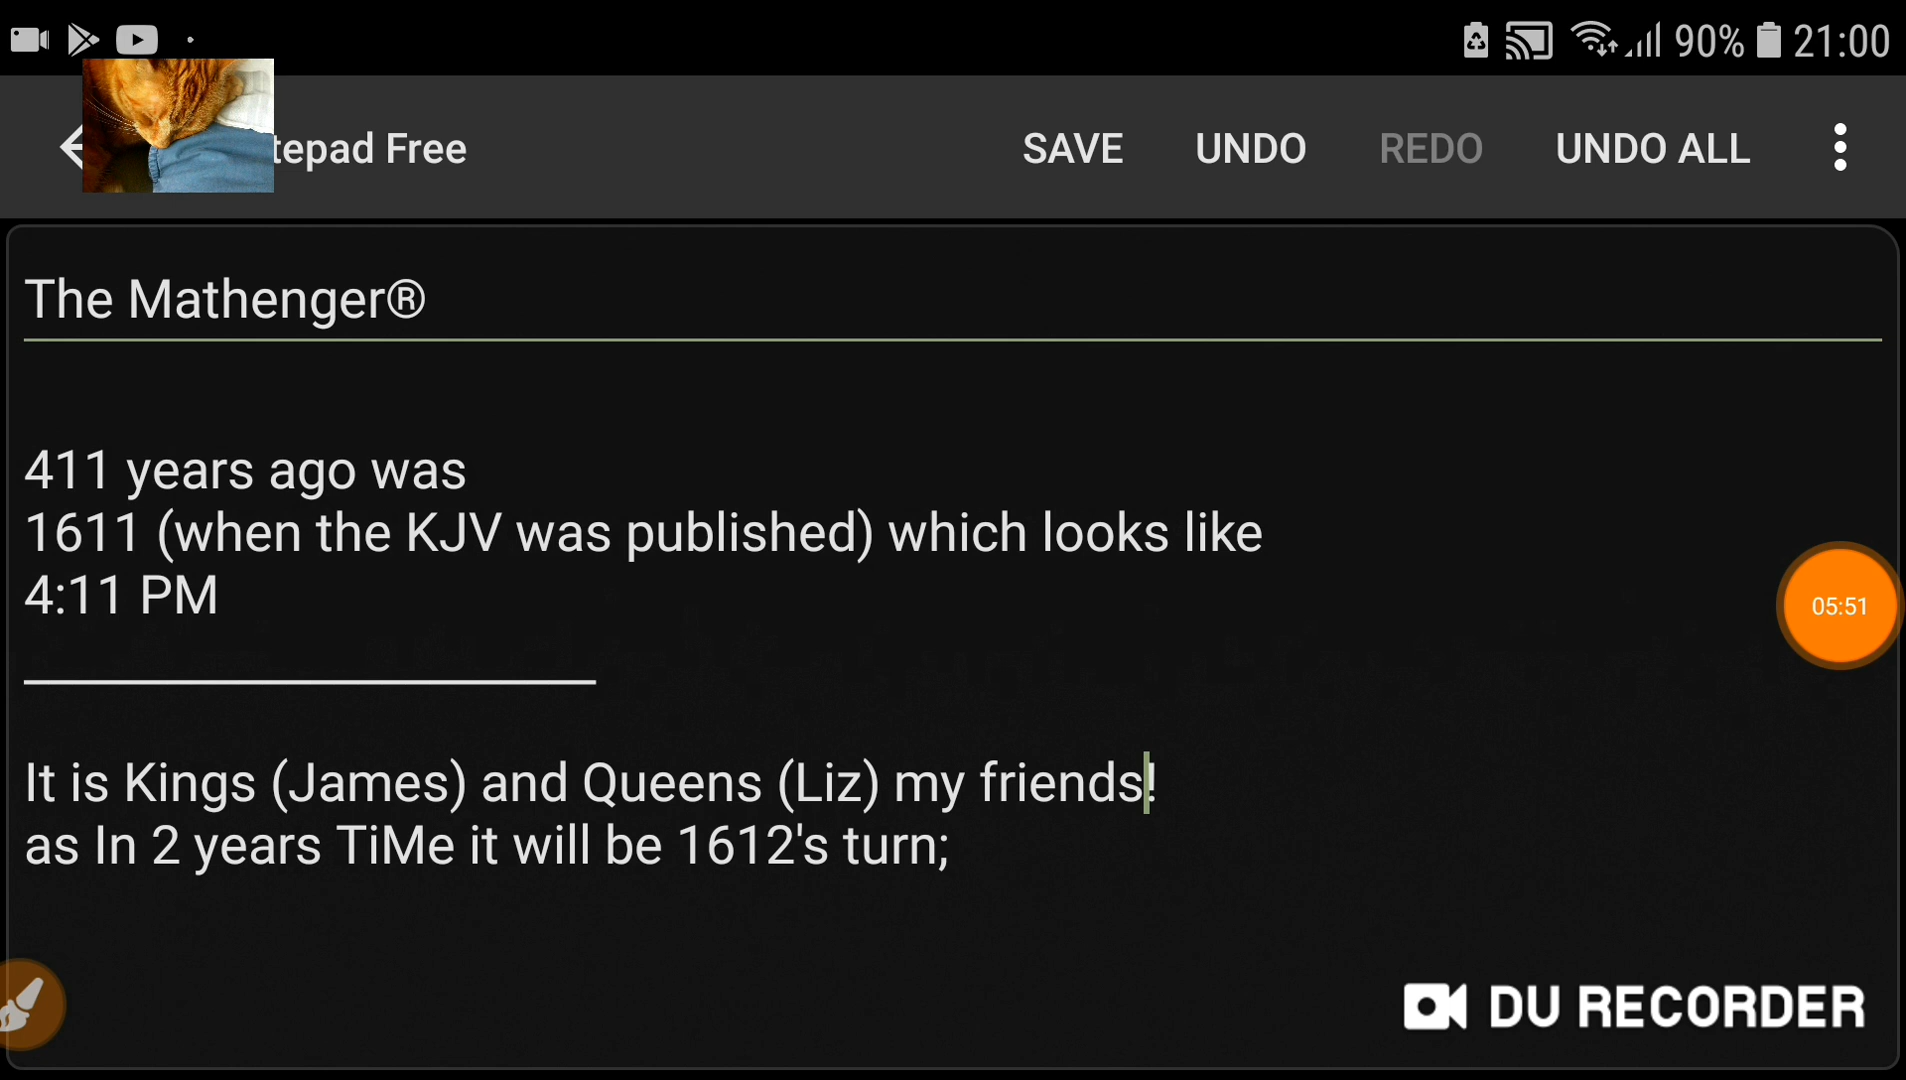 90% 21:00
tepad Free SAVE UNDO REDO UNDO ALL
The Mathenger®
411 years ago was
1611 (when the KJV was published) which looks like
4:11 PM
05:51
It is Kings (James) and Queens (Liz) my friends!
as In 2 years TiMe it will be 1612's turn;
DU RECORDER